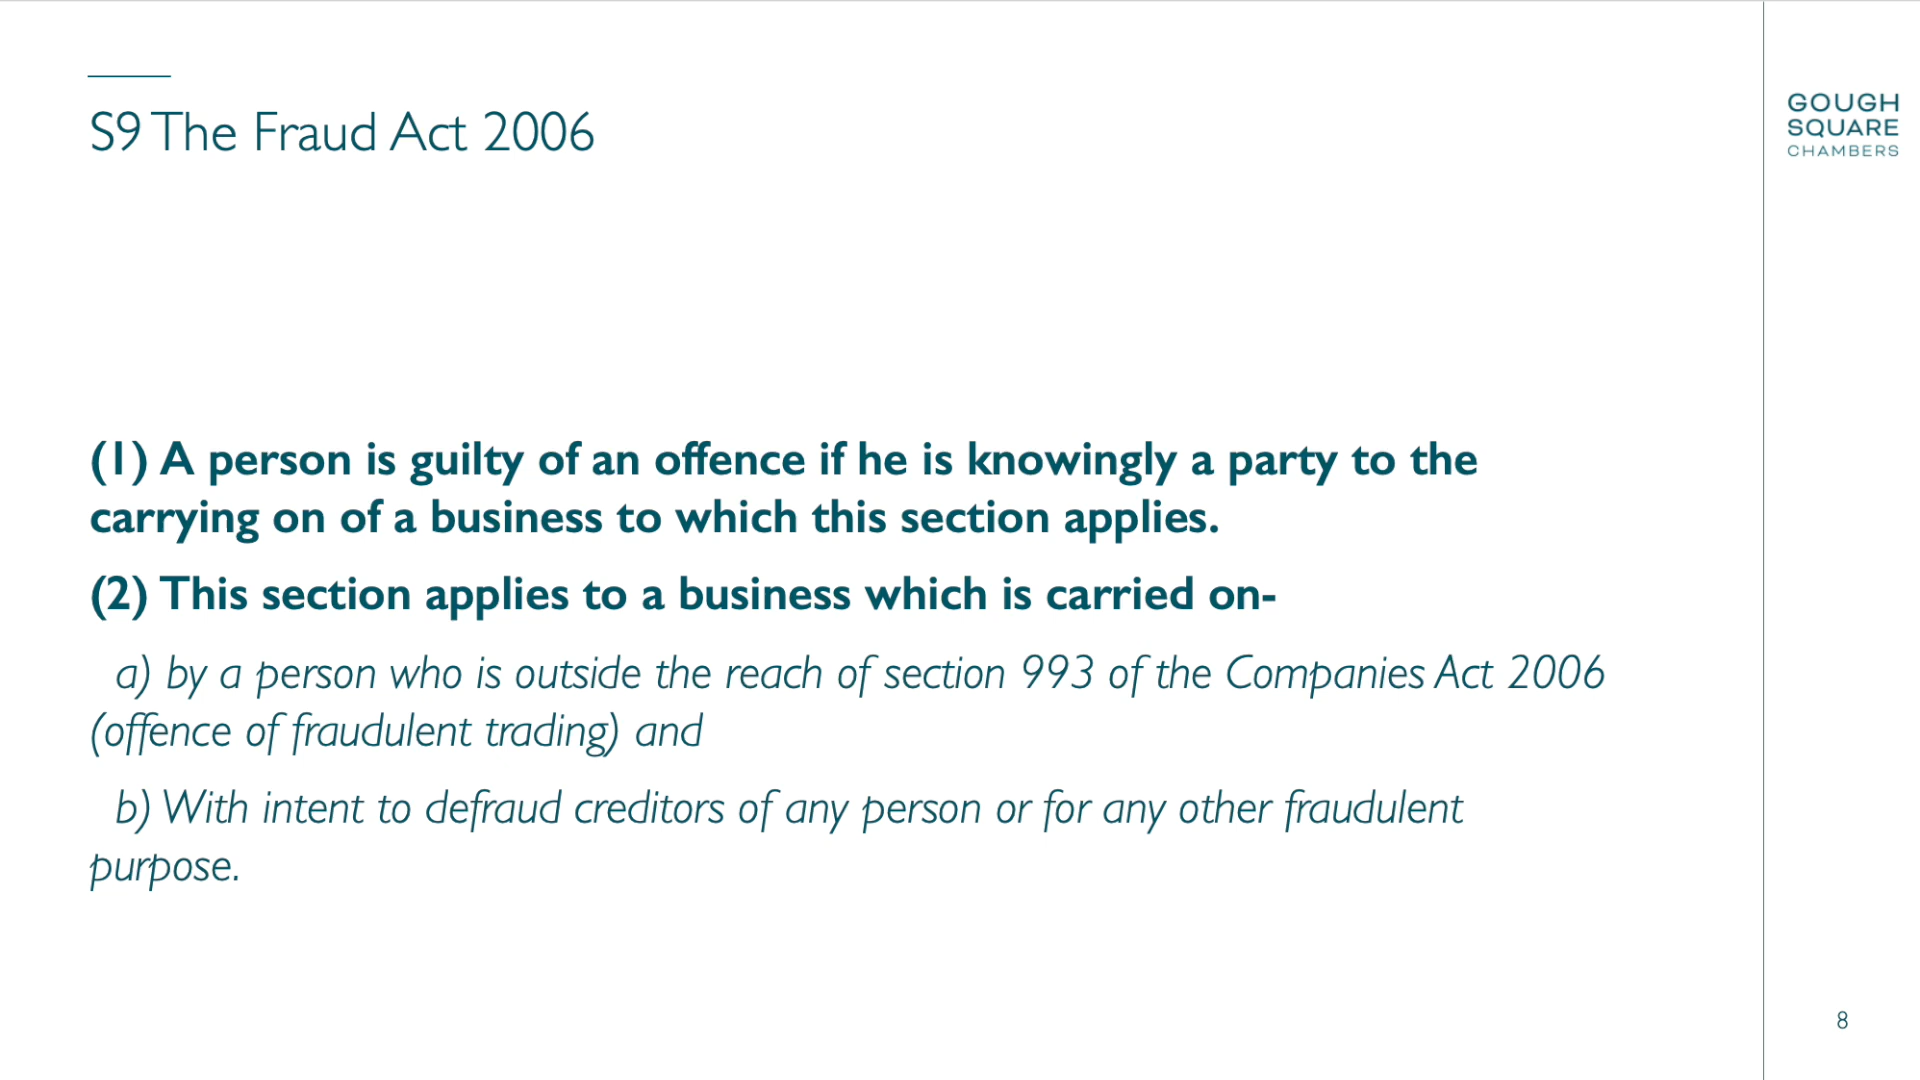 S9 The Fraud Act 2006
GOUGH
SQUARE
CHAMBERS
(1) A person is guilty of an offence if he is knowingly a party to the
carrying on of a business to which this section applies.
(2) This section applies to a business which is carried on-
a) by a person who is outside the reach of section 993 of the Companies Act 2006
(offence of fraudulent trading) and
b) With intent to defraud creditors of any person or for any other fraudulent
purpose.
8